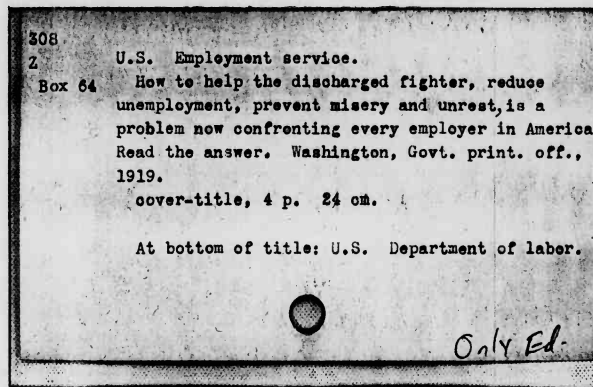 308
Z
Box 64
U.S. Employment service.
How to help the discharged fighter, reduce
unemployment, prevent misery and unrest, is a
problem now confronting every employer in America
Read the answer. Washington, Govt. print. off.,
1919.
cover-title, 4 p. 24 cm.
At bottom of title: U.S. Department of labor.
Only Ed.